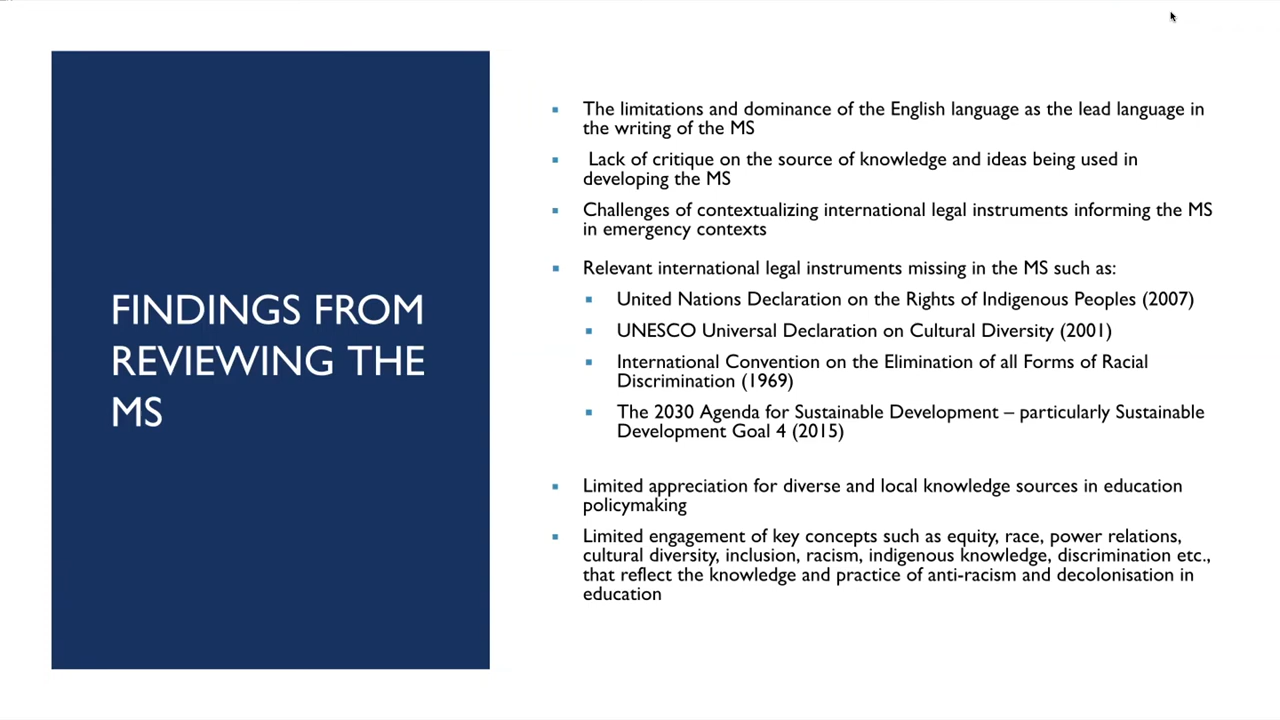 FINDINGS FROM
REVIEWING THE
MS
The limitations and dominance of the English language as the lead language in
the writing of the MS
Lack of critique on the source of knowledge and ideas being used in
developing the MS
Challenges of contextualizing international legal instruments informing the MS
in emergency contexts
Relevant international legal instruments missing in the MS such as:
United Nations Declaration on the Rights of Indigenous Peoples (2007)
UNESCO Universal Declaration on Cultural Diversity (2001)
International Convention on the Elimination of all Forms of Racial
Discrimination (1969)
The 2030 Agenda for Sustainable Development – particularly Sustainable
Development Goal 4 (2015)
Limited appreciation for diverse and local knowledge sources in education
policymaking
Limited engagement of key concepts such as equity, race, power relations,
cultural diversity, inclusion, racism, indigenous knowledge, discrimination etc.,
that reflect the knowledge and practice of anti-racism and decolonisation in
education